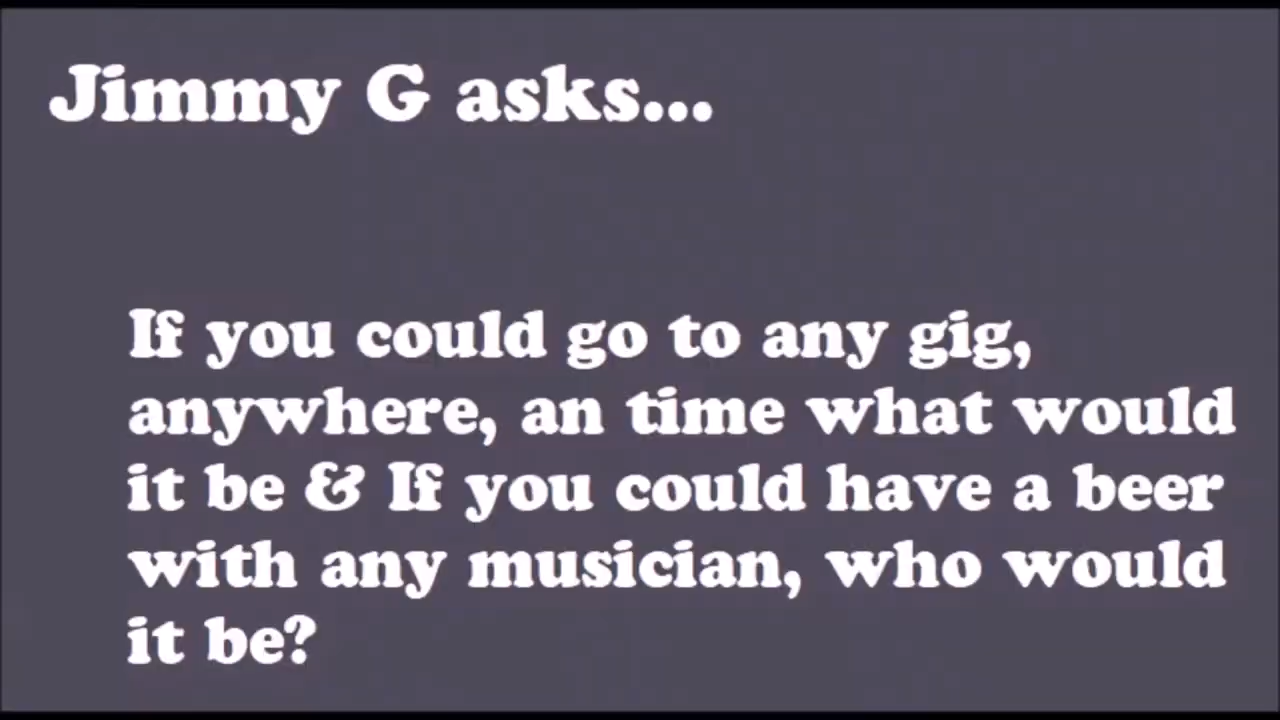 Jimmy G asks...
If you could go to any gig,
anywhere, an time what would
it be & If you could have a beer
with any musician, who would
it be?